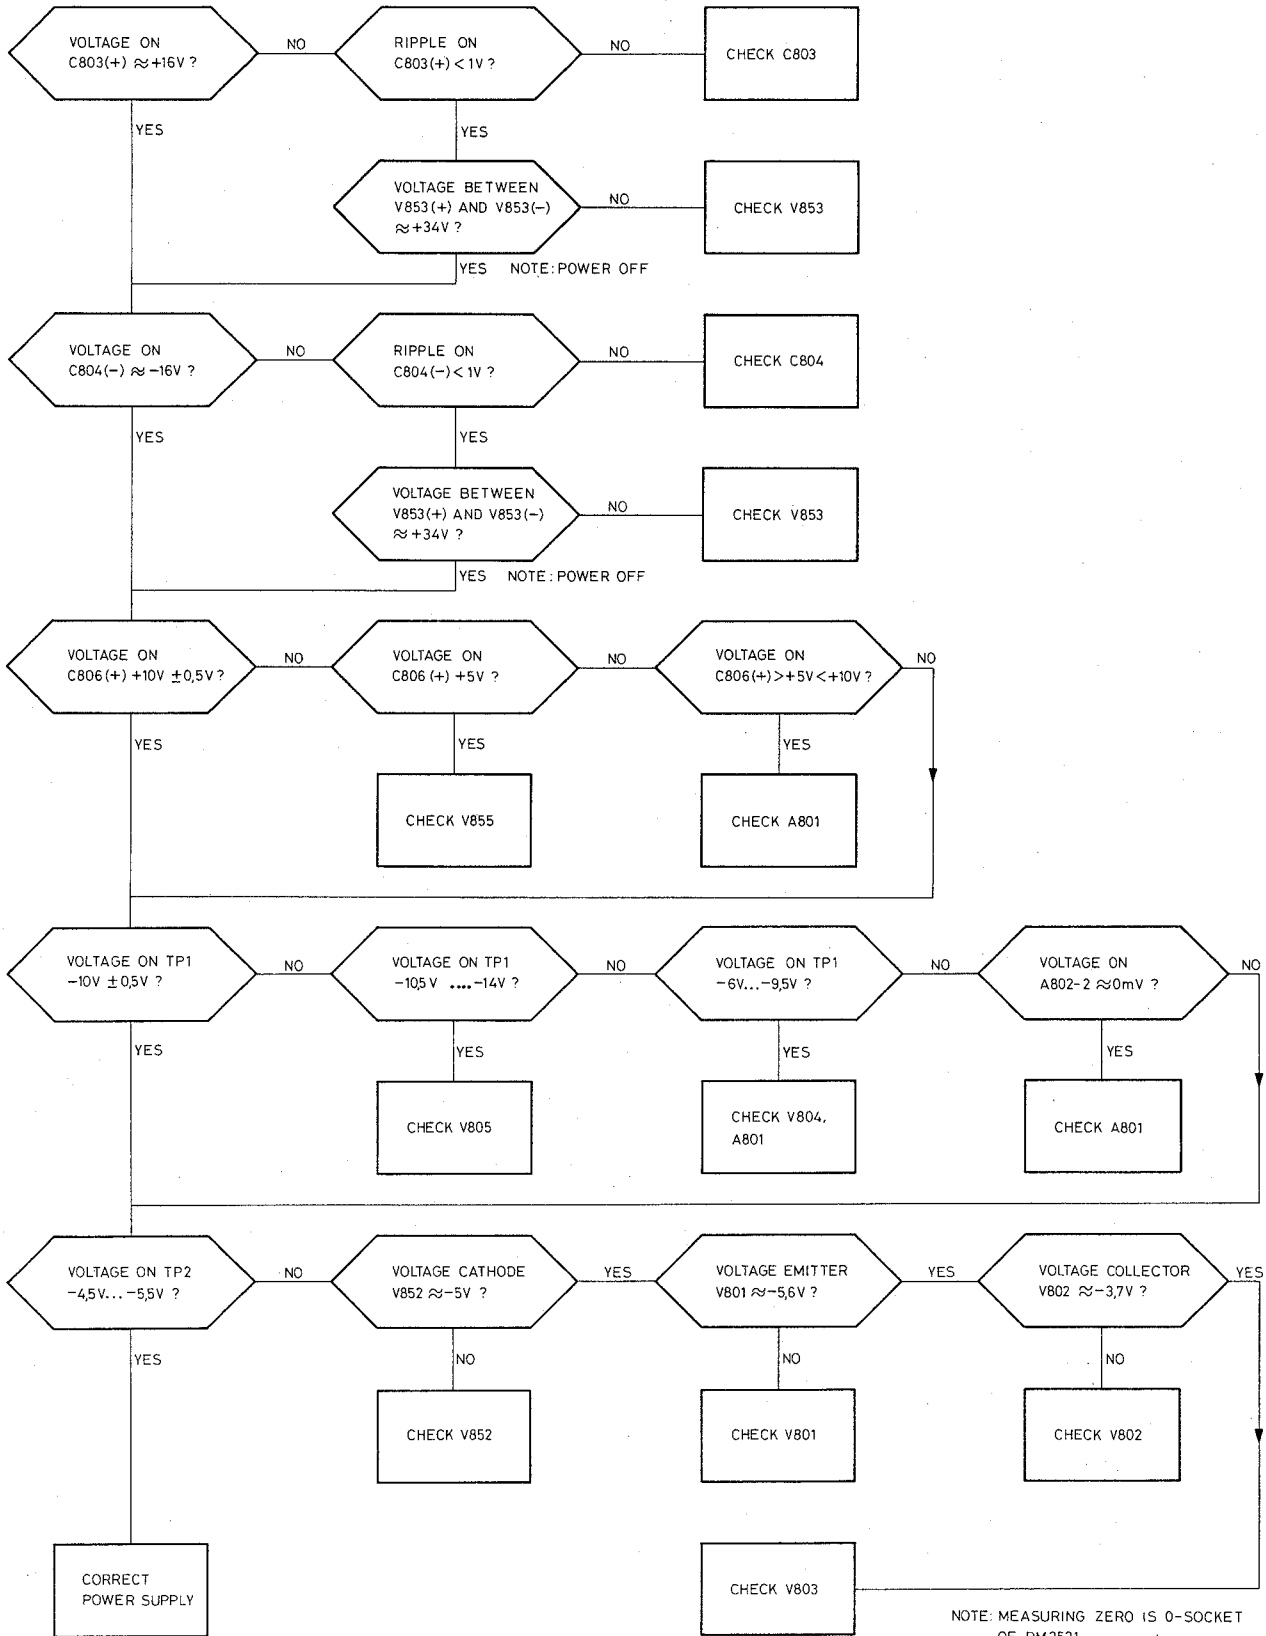 VOLTAGE ON
C803(+) ≈ +16V ?
NO
RIPPLE ON
C803(+) < 1V ?
NO
CHECK C803
YES
YES
VOLTAGE BETWEEN
V853(+) AND V853(-)
≈ +34V ?
NO
CHECK V853
YES NOTE: POWER OFF
VOLTAGE ON
C804(-) ≈ -16V ?
NO
RIPPLE ON
C804(-) < 1V ?
NO
CHECK C804
YES
YES
VOLTAGE BETWEEN
V853(+) AND V853(-)
≈ +34V ?
NO
CHECK V853
YES NOTE: POWER OFF
VOLTAGE ON
C806(+) +10V ±0,5V ?
NO
VOLTAGE ON
C806 (+) +5V ?
NO
VOLTAGE ON
C806(+) > +5V < +10V ?
NO
YES
YES
YES
CHECK V855
CHECK A801
VOLTAGE ON TP1
-10V ±0,5V ?
NO
VOLTAGE ON TP1
-10,5V ....-14V ?
NO
VOLTAGE ON TP1
-6V...-9,5V ?
NO
VOLTAGE ON
A802-2 ≈0mV ?
NO
YES
YES
YES
YES
CHECK V805
CHECK V804,
A801
CHECK A801
VOLTAGE ON TP2
-4,5V...-5,5V ?
NO
VOLTAGE CATHODE
V852 ≈-5V ?
YES
VOLTAGE EMITTER
V801 ≈-5,6V ?
YES
VOLTAGE COLLECTOR
V802 ≈-3,7V ?
YES
YES
NO
NO
NO
CHECK V852
CHECK V801
CHECK V802
CORRECT
POWER SUPPLY
CHECK V803
NOTE: MEASURING ZERO IS 0-SOCKET